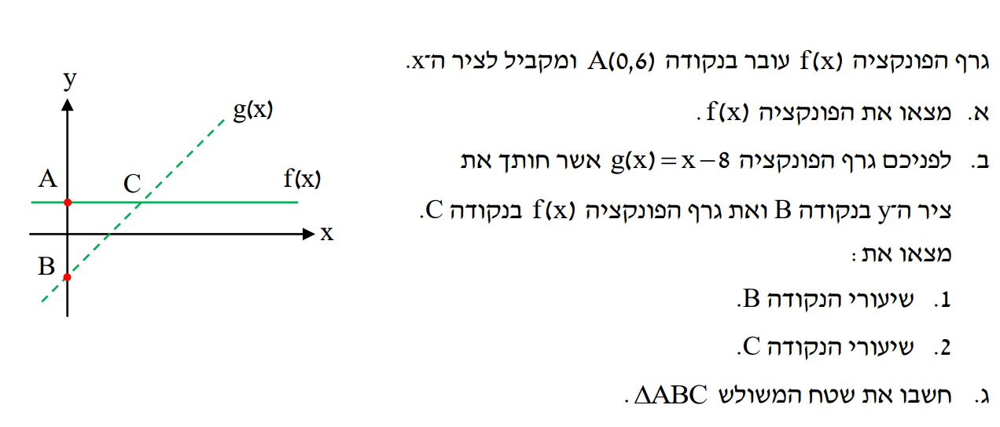 גרף הפונקציה f(x) עובר בנקודה A(0,6) ומקביל לציר ה־x.
א. מצאו את הפונקציה f(x).
ב. לפניכם גרף הפונקציה g(x)=x−8 אשר חותך את
ציר ה־y בנקודה B ואת גרף הפונקציה f(x) בנקודה C.
מצאו את:
1. שיעורי הנקודה B.
2. שיעורי הנקודה C.
ג. חשבו את שטח המשולש ΔABC.
y
g(x)
A
C
f(x)
x
B